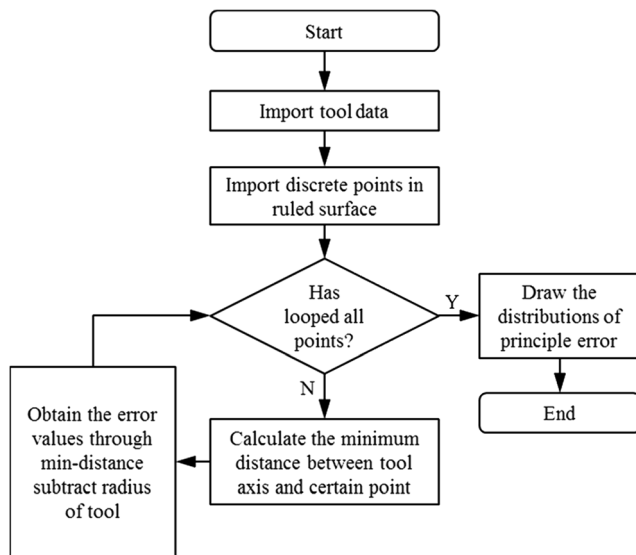 Start
Import tool data
Import discrete points in
ruled surface
Has
looped all
points?
Y
Draw the
distributions of
principle error
N
End
Obtain the error
values through
min-distance
subtract radius
of tool
Calculate the minimum
distance between tool
axis and certain point